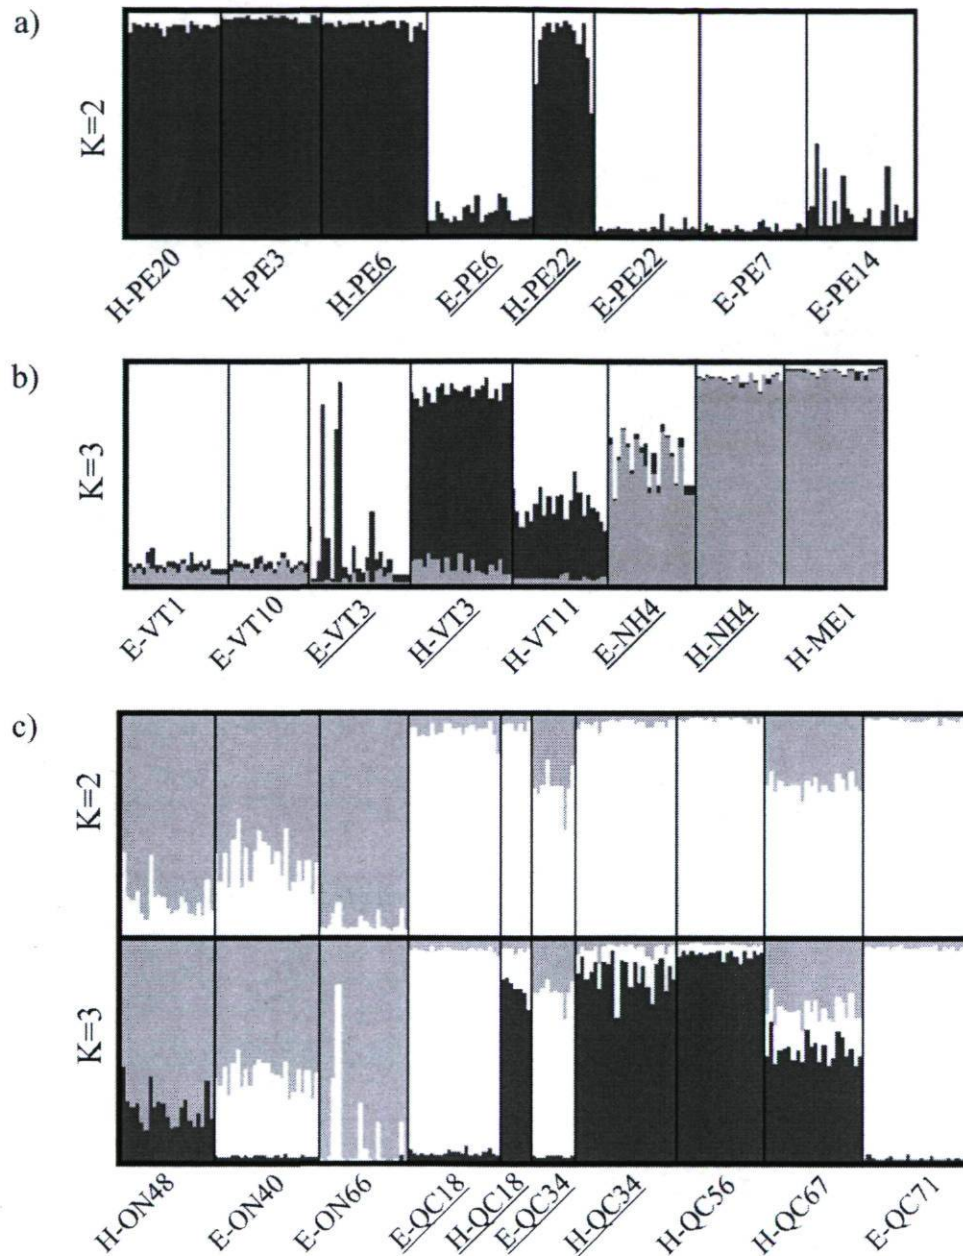 a)
K=2
H-PE20
H-PE3
H-PE6
E-PE6
H-PE22
E-PE22
E-PE7
E-PE14
b)
K=3
E-VT1
E-VT10
E-VT3
H-VT3
H-VT11
E-NH4
H-NH4
H-ME1
c)
K=2
K=3
H-ON48
E-ON40
E-ON66
E-QC18
H-QC18
E-QC34
H-QC34
H-QC56
H-QC67
E-QC71